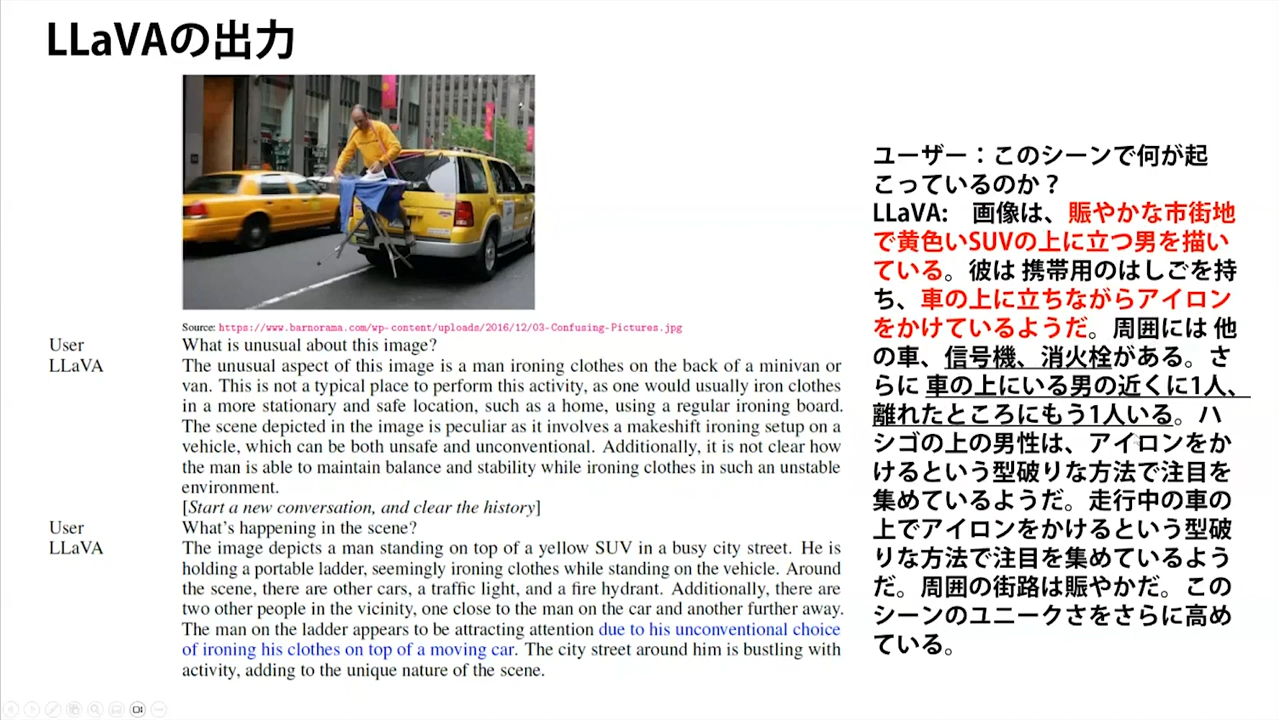 LLaVAの出力
Source: https://www.barnorama.com/wp-content/uploads/2016/12/03-Confusing-Pictures.jpg
User What is unusual about this image?
LLaVA The unusual aspect of this image is a man ironing clothes on the back of a minivan or
van. This is not a typical place to perform this activity, as one would usually iron clothes
in a more stationary and safe location, such as a home, using a regular ironing board.
The scene depicted in the image is peculiar as it involves a makeshift ironing setup on a
vehicle, which can be both unsafe and unconventional. Additionally, it is not clear how
the man is able to maintain balance and stability while ironing clothes in such an unstable
environment.
[Start a new conversation, and clear the history]
User What's happening in the scene?
LLaVA The image depicts a man standing on top of a yellow SUV in a busy city street. He is
holding a portable ladder, seemingly ironing clothes while standing on the vehicle. Around
the scene, there are other cars, a traffic light, and a fire hydrant. Additionally, there are
two other people in the vicinity, one close to the man on the car and another further away.
The man on the ladder appears to be attracting attention due to his unconventional choice
of ironing his clothes on top of a moving car. The city street around him is bustling with
activity, adding to the unique nature of the scene.
ユーザー：このシーンで何が起
こっているのか？
LLaVA: 画像は、賑やかな市街地
で黄色いSUVの上に立つ男を描い
ている。彼は 携帯用のはしごを持
ち、車の上に立ちながらアイロン
をかけているようだ。周囲には 他
の車、信号機、消火栓がある。さ
らに 車の上にいる男の近くに1人、
離れたところにもう1人いる。ハ
シゴの上の男性は、アイロンをか
けるという型破りな方法で注目を
集めているようだ。走行中の車の
上でアイロンをかけるという型破
りな方法で注目を集めているよう
だ。周囲の街路は賑やかだ。この
シーンのユニークさをさらに高め
ている。